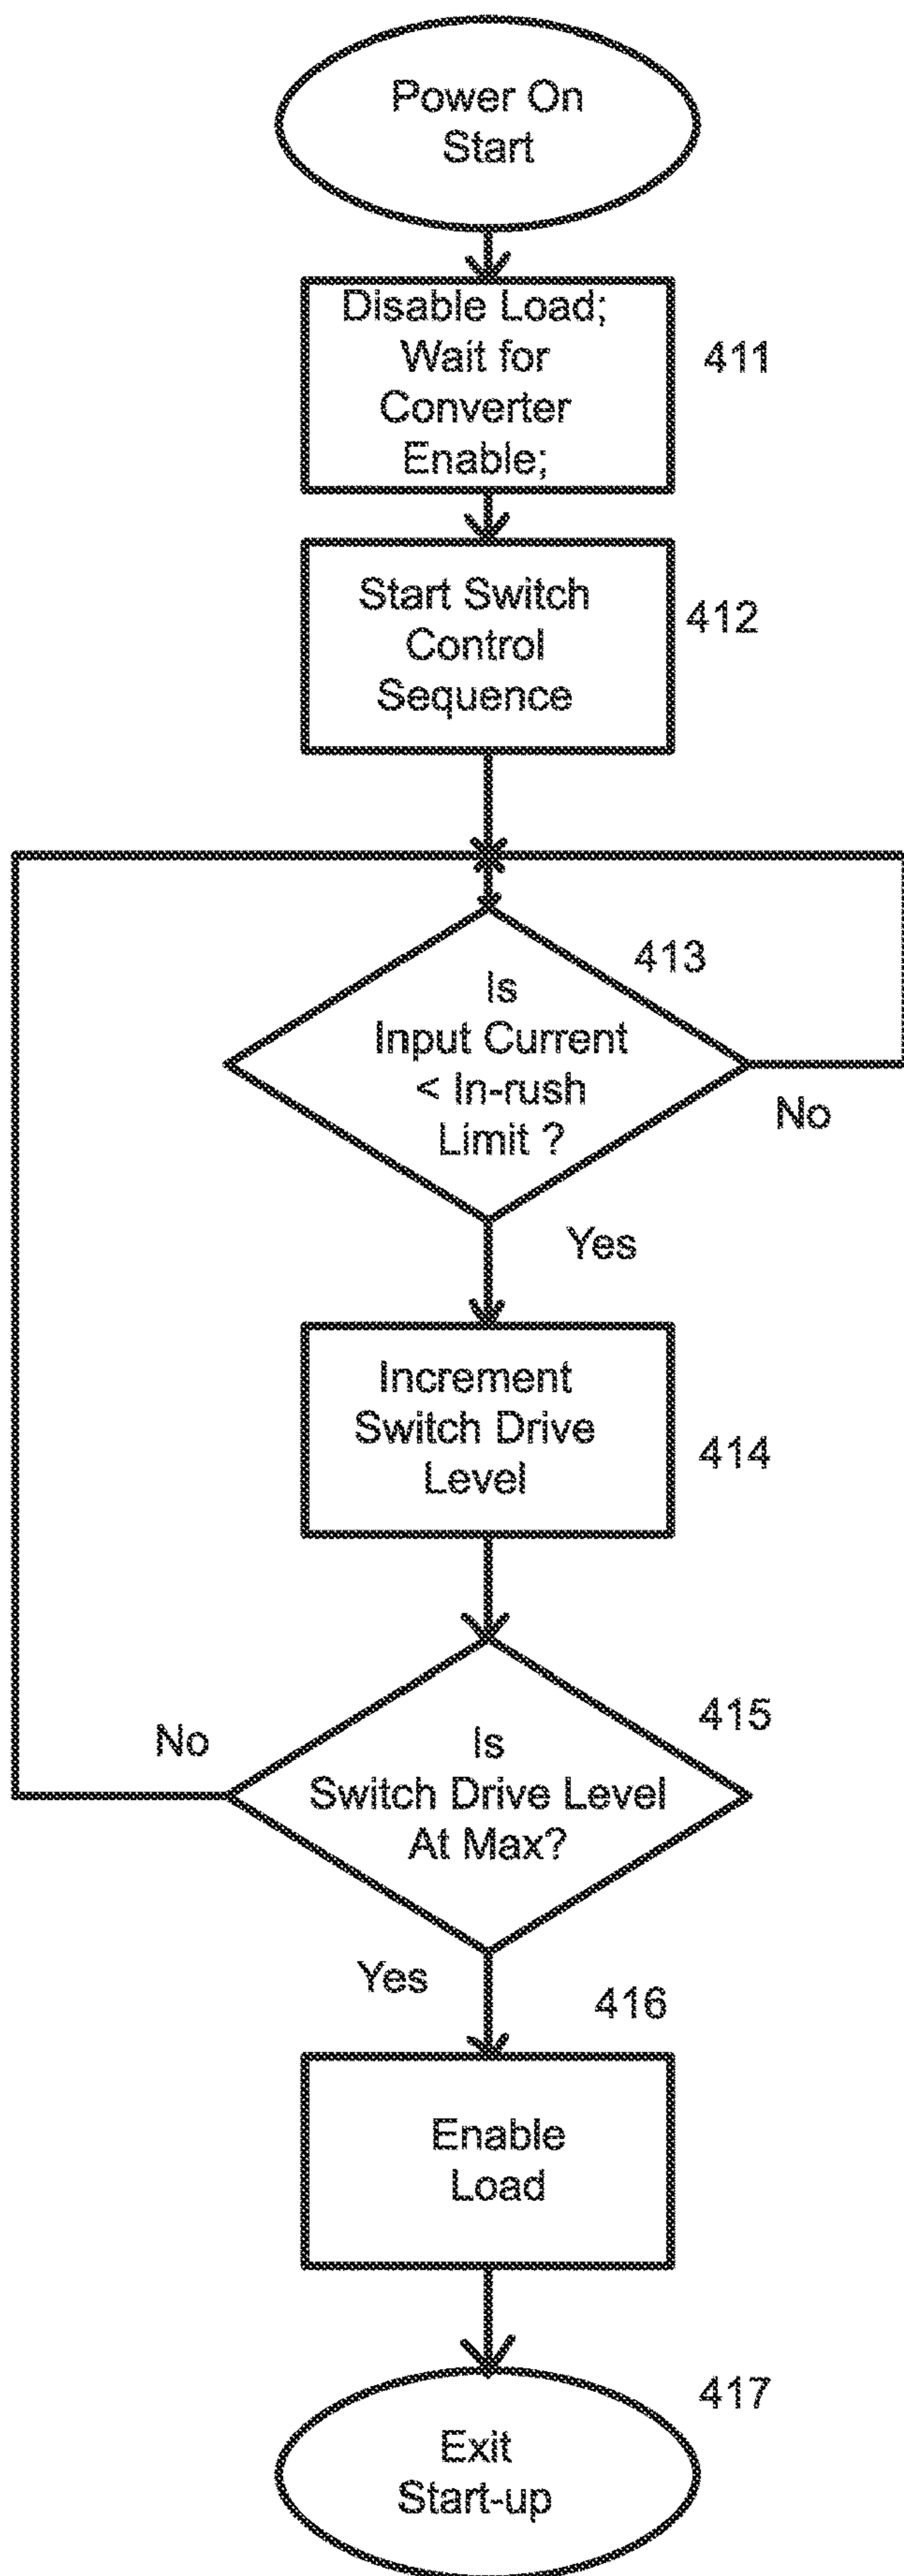 Power On
Start
Disable Load;
Wait for
Converter
Enable;
411
Start Switch
Control
Sequence
412
413
Is
Input Current
< In-rush
Limit ?
No
Yes
Increment
Switch Drive
Level
414
415
No
Is
Switch Drive Level
At Max?
Yes
416
Enable
Load
417
Exit
Start-up